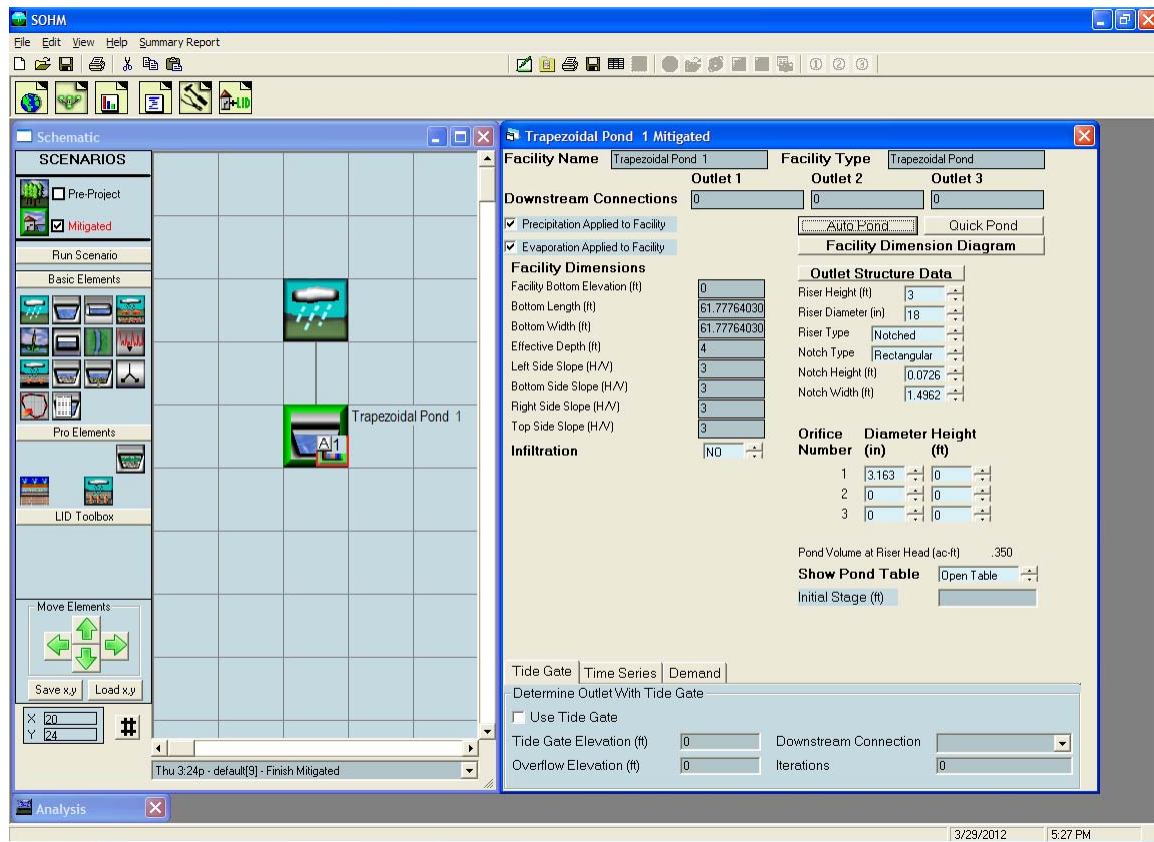 SOHM
File Edit View Help Summary Report
① ② ③
+LID
Schematic
SCENARIOS
Pre-Project
Mitigated
Run Scenario
Basic Elements
Pro Elements
LID Toolbox
Move Elements
Save x,y Load x,y
X 20
Y 24
#
Trapezoidal Pond 1
A 1
Thu 3:24p - default[9] - Finish Mitigated
Trapezoidal Pond 1 Mitigated
Facility Name Trapezoidal Pond 1 Facility Type Trapezoidal Pond
Outlet 1 Outlet 2 Outlet 3
Downstream Connections 0 0 0
Precipitation Applied to Facility Auto Pond Quick Pond
Evaporation Applied to Facility Facility Dimension Diagram
Facility Dimensions
Facility Bottom Elevation (ft) 0
Bottom Length (ft) 61.77764030
Bottom Width (ft) 61.77764030
Effective Depth (ft) 4
Left Side Slope (H/V) 3
Bottom Side Slope (H/V) 3
Right Side Slope (H/V) 3
Top Side Slope (H/V) 3
Infiltration NO
Outlet Structure Data
Riser Height (ft) 3
Riser Diameter (in) 18
Riser Type Notched
Notch Type Rectangular
Notch Height (ft) 0.0726
Notch Width (ft) 1.4962
Orifice Diameter Height
Number (in) (ft)
1 3.163 0
2 0 0
3 0 0
Pond Volume at Riser Head (ac-ft) .350
Show Pond Table Open Table
Initial Stage (ft)
Tide Gate Time Series Demand
Determine Outlet With Tide Gate
Use Tide Gate
Tide Gate Elevation (ft) 0 Downstream Connection
Overflow Elevation (ft) 0 Iterations 0
Analysis
3/29/2012 5:27 PM